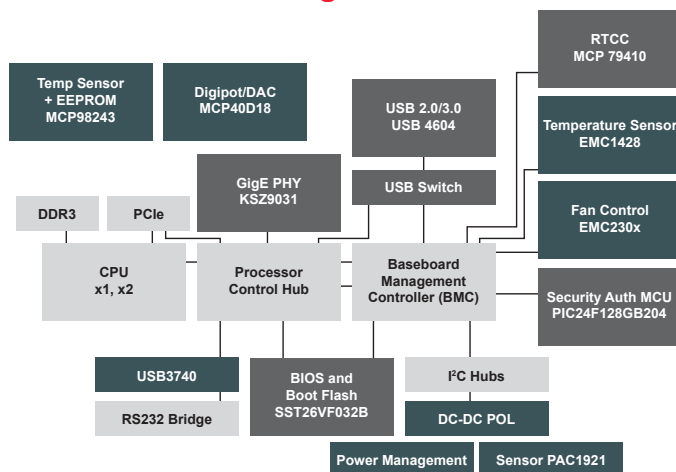 RTCC
MCP 79410
Temp Sensor
+ EEPROM
MCP98243
Digipot/DAC
MCP40D18
USB 2.0/3.0
USB 4604
Temperature Sensor
EMC1428
GigE PHY
KSZ9031
USB Switch
DDR3
PCIe
Fan Control
EMC230x
CPU
x1, x2
Processor
Control Hub
Baseboard
Management
Controller (BMC)
Security Auth MCU
PIC24F128GB204
USB3740
RS232 Bridge
BIOS and
Boot Flash
SST26VF032B
I²C Hubs
DC-DC POL
Power Management
Sensor PAC1921